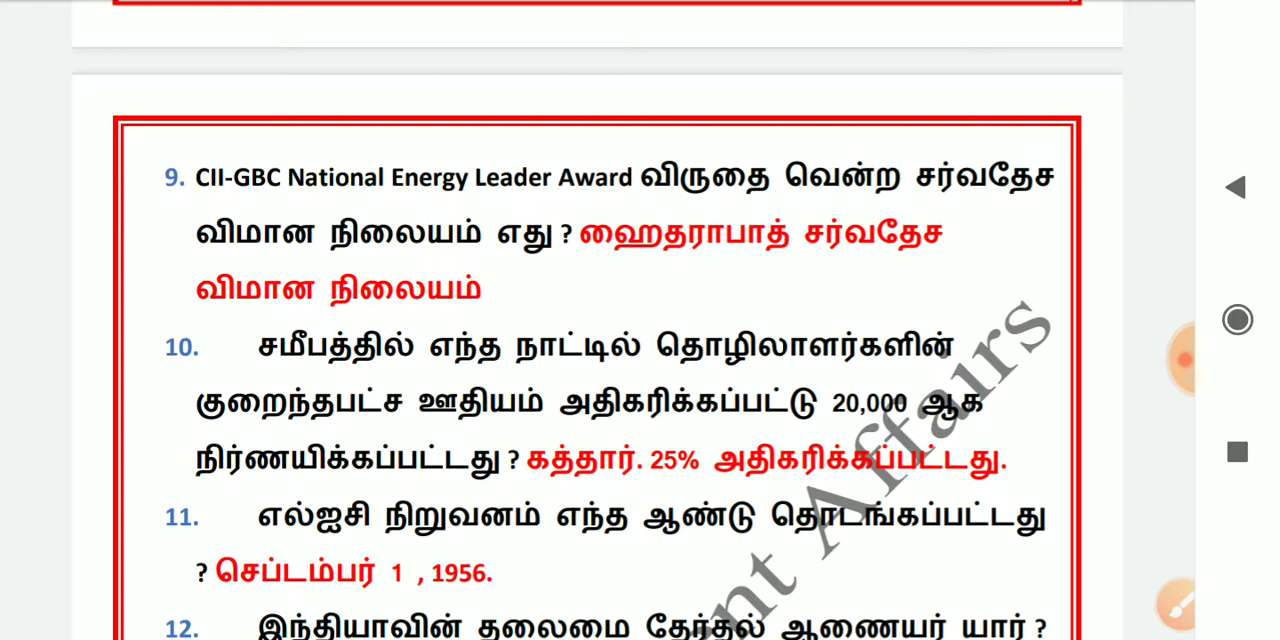 9. CII-GBC National Energy Leader Award விருதை வென்ற சர்வதேச
விமான நிலையம் எது ? ஹைதராபாத் சர்வதேச
விமான நிலையம்
10. சமீபத்தில் எந்த நாட்டில் தொழிலாளர்களின்
குறைந்தபட்ச ஊதியம் அதிகரிக்கப்பட்டு 20,000 ஆக
நிர்ணயிக்கப்பட்டது ? கத்தார். 25% அதிகரிக்கப்பட்டது.
11. எல்ஐசி நிறுவனம் எந்த ஆண்டு தொடங்கப்பட்டது
? செப்டம்பர் 1 , 1956.
12. இந்தியாவின் தலைமை தேர்தல் ஆணையர் யார் ?
Affairs